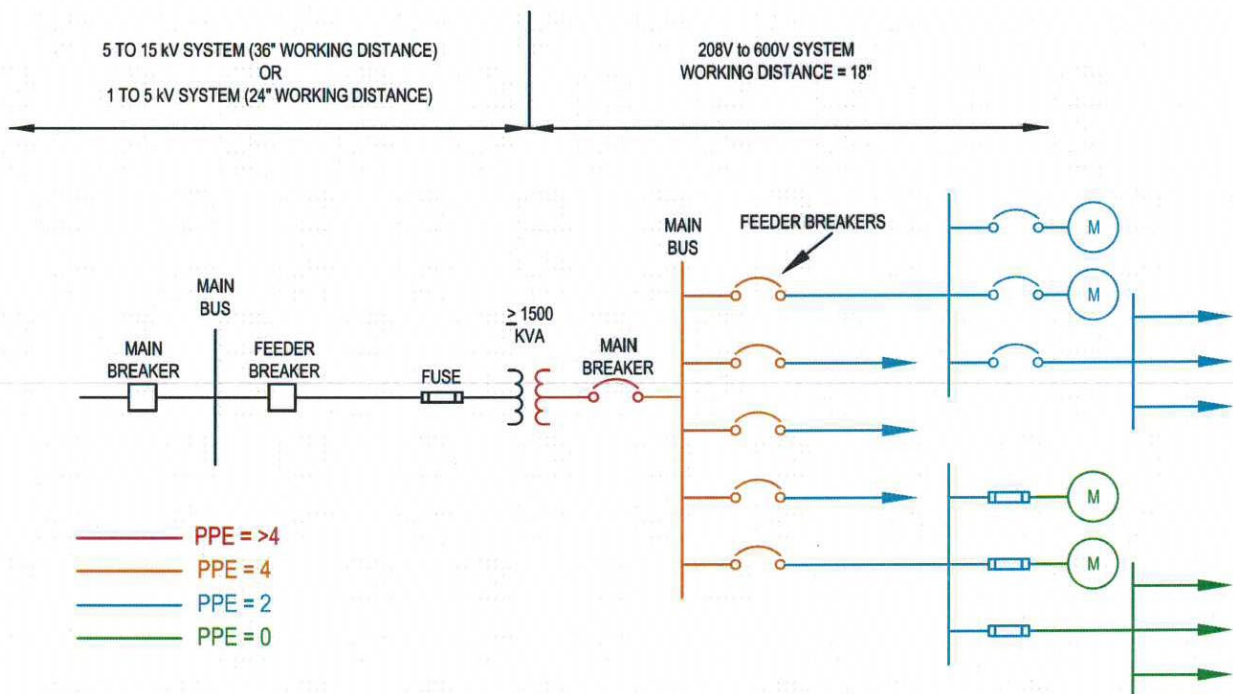 5 TO 15 kV SYSTEM (36" WORKING DISTANCE)
OR
1 TO 5 kV SYSTEM (24" WORKING DISTANCE)
208V to 600V SYSTEM
WORKING DISTANCE = 18"
MAIN
BUS
FEEDER BREAKERS
M
M
MAIN
BUS
MAIN
BREAKER
FEEDER
BREAKER
FUSE
≥ 1500
KVA
MAIN
BREAKER
M
M
PPE = >4
PPE = 4
PPE = 2
PPE = 0